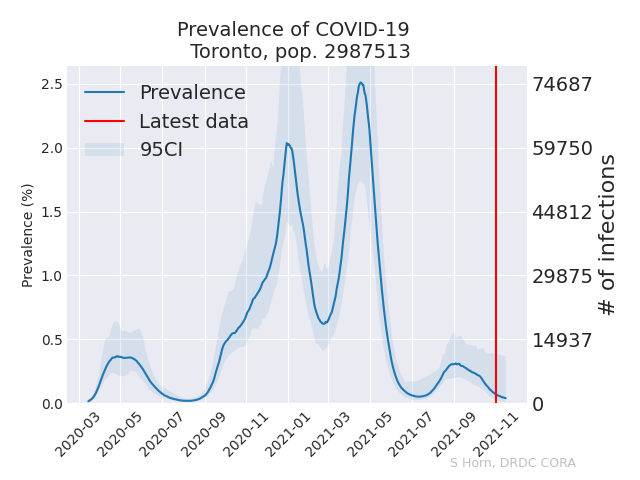 Prevalence of COVID-19
Toronto, pop. 2987513
Prevalence
Latest data
95CI
Prevalence (%)
2.5
2.0
1.5
1.0
0.5
0.0
74687
59750
44812
29875
14937
0
# of infections
2020-03
2020-05
2020-07
2020-09
2020-11
2021-01
2021-03
2021-05
2021-07
2021-09
2021-11
S Horn, DRDC CORA